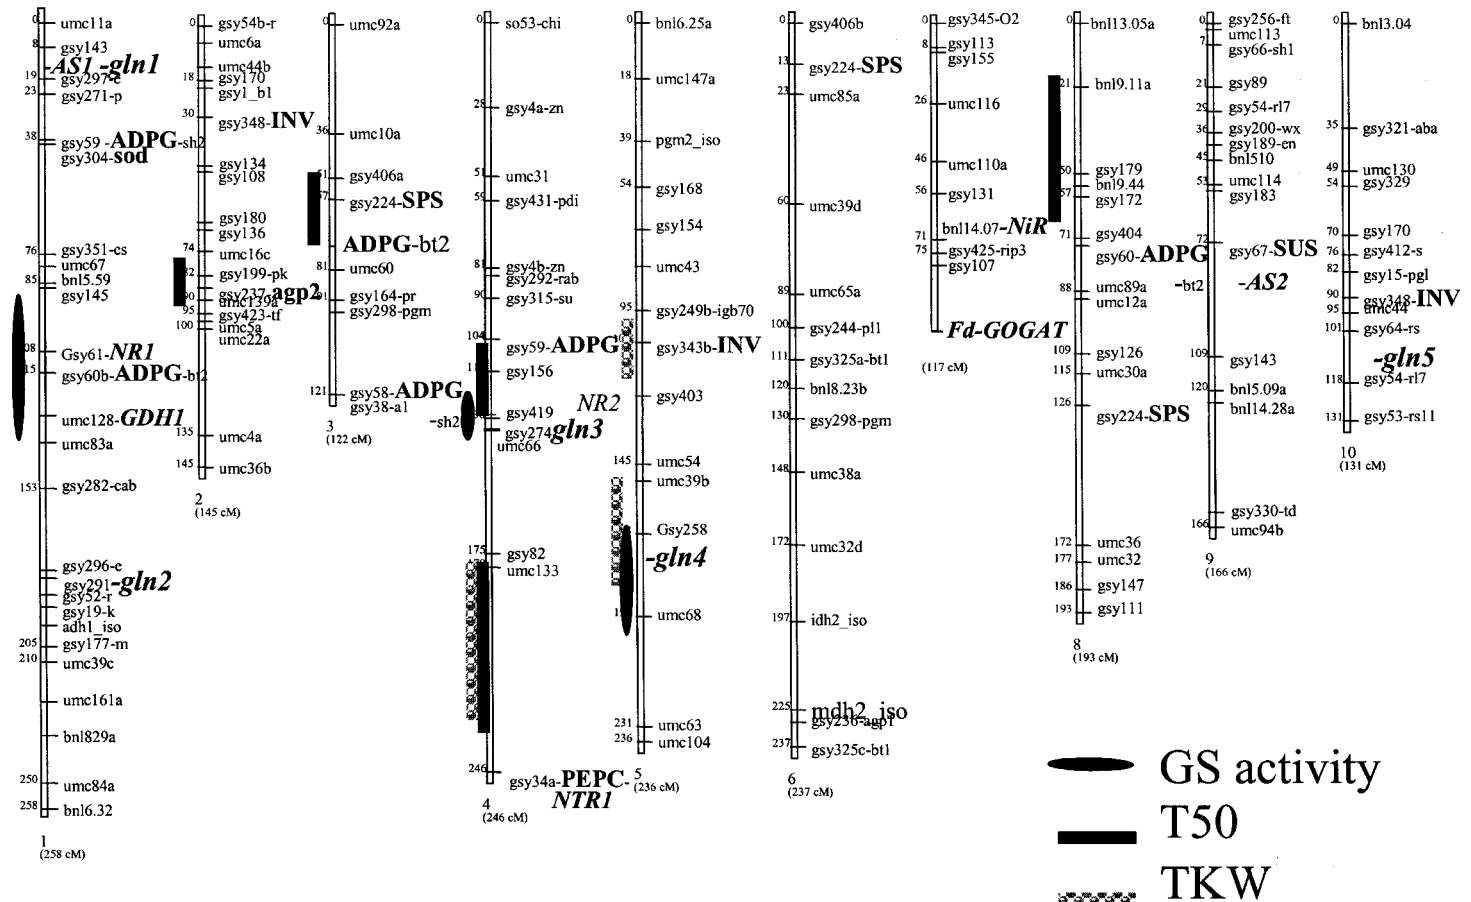 0 umc11a
8 gsy143
-AS1 -gln1
19 gsy297-e
23 gsy271-p
38 gsy59 -ADPG-sh2
gsy304-sod
76 gsy351-cs
umc67
85 bnl5.59
gsy145
08 Gsy61-NR1
15 gsy60b-ADPG-bt2
umc128-GDH1
umc83a
153 gsy282-cab
gsy296-e
gsy291-gln2
gsy52-r
gsy19-k
adh1_iso
205 gsy177-m
210 umc39c
umc161a
bnl829a
250 umc84a
258 bnl6.32
1
(258 cM)
0 gsy54b-r
6 umc6a
14 umc44b
18 gsy170
gsy1_b1
30 gsy348-INV
gsy134
gsy108
gsy180
gsy136
74 umc16c
82 gsy199-pk
gsy237-agp2
90 umc139a
95 gsy423-tf
100 umc5a
umc22a
135 umc4a
145 umc36b
2
(145 cM)
0 umc92a
36 umc10a
51 gsy406a
57 gsy224-SPS
ADPG-bt2
81 umc60
91 gsy164-pr
gsy298-pgm
121 gsy58-ADPG
gsy38-a1
-sh2
3
(122 cM)
0 so53-chi
28 gsy4a-zn
51 umc31
59 gsy431-pdi
81 gsy4b-zn
gsy292-rab
90 gsy315-su
104 gsy59-ADPG
gsy156
gsy419
gsy274gln3
umc66
175 gsy82
umc133
246 gsy34a-PEPC-
NTR1
4
(246 cM)
0 bnl6.25a
18 umc147a
39 pgm2_iso
54 gsy168
gsy154
umc43
95 gsy249b-igb70
gsy343b-INV
gsy403
NR2
145 umc54
umc39b
Gsy258
-gln4
umc68
231 umc63
236 umc104
5
(236 cM)
0 gsy406b
13 gsy224-SPS
23 umc85a
60 umc39d
89 umc65a
100 gsy244-pl1
111 gsy325a-bt1
120 bnl8.23b
130 gsy298-pgm
148 umc38a
172 umc32d
197 idh2_iso
225 mdh2_iso
gsy236-agp1
237 gsy325c-bt1
6
(237 cM)
0 gsy345-O2
8 gsy113
gsy155
26 umc116
46 umc110a
56 gsy131
bnl14.07-NiR
71 gsy425-rip3
75 gsy107
Fd-GOGAT
(117 cM)
0 bnl13.05a
21 bnl9.11a
50 gsy179
bnl9.44
57 gsy172
71 gsy404
gsy60-ADPG
-bt2
88 umc89a
umc12a
109 gsy126
115 umc30a
126 gsy224-SPS
172 umc36
177 umc32
186 gsy147
193 gsy111
8
(193 cM)
0 gsy256-ft
umc113
7 gsy66-sh1
21 gsy89
29 gsy54-rl7
36 gsy200-wx
gsy189-en
45 bnl510
53 umc114
gsy183
72 gsy67-SUS
-AS2
109 gsy143
120 bnl5.09a
bnl14.28a
gsy330-td
166 umc94b
9
(166 cM)
0 bnl3.04
35 gsy321-aba
49 umc130
54 gsy329
70 gsy170
76 gsy412-s
82 gsy15-pgl
90 gsy348-INV
95 umc44
101 gsy64-rs
-gln5
118 gsy54-rl7
131 gsy53-rs11
10
(131 cM)
GS activity
T50
TKW